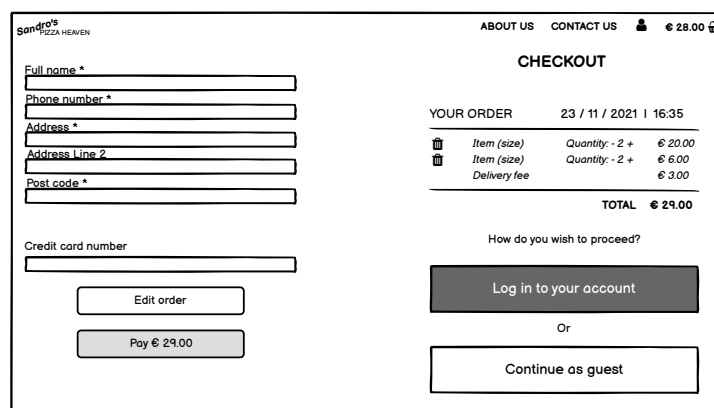 Sandro's
PIZZA HEAVEN
ABOUT US CONTACT US € 28.00
CHECKOUT
Full name *
Phone number *
Address *
Address Line 2
Post code *
Credit card number
Edit order
Pay € 29.00
YOUR ORDER 23 / 11 / 2021 I 16:35
Item (size) Quantity: - 2 + € 20.00
Item (size) Quantity: - 2 + € 6.00
Delivery fee € 3.00
TOTAL € 29.00
How do you wish to proceed?
Log in to your account
Or
Continue as guest